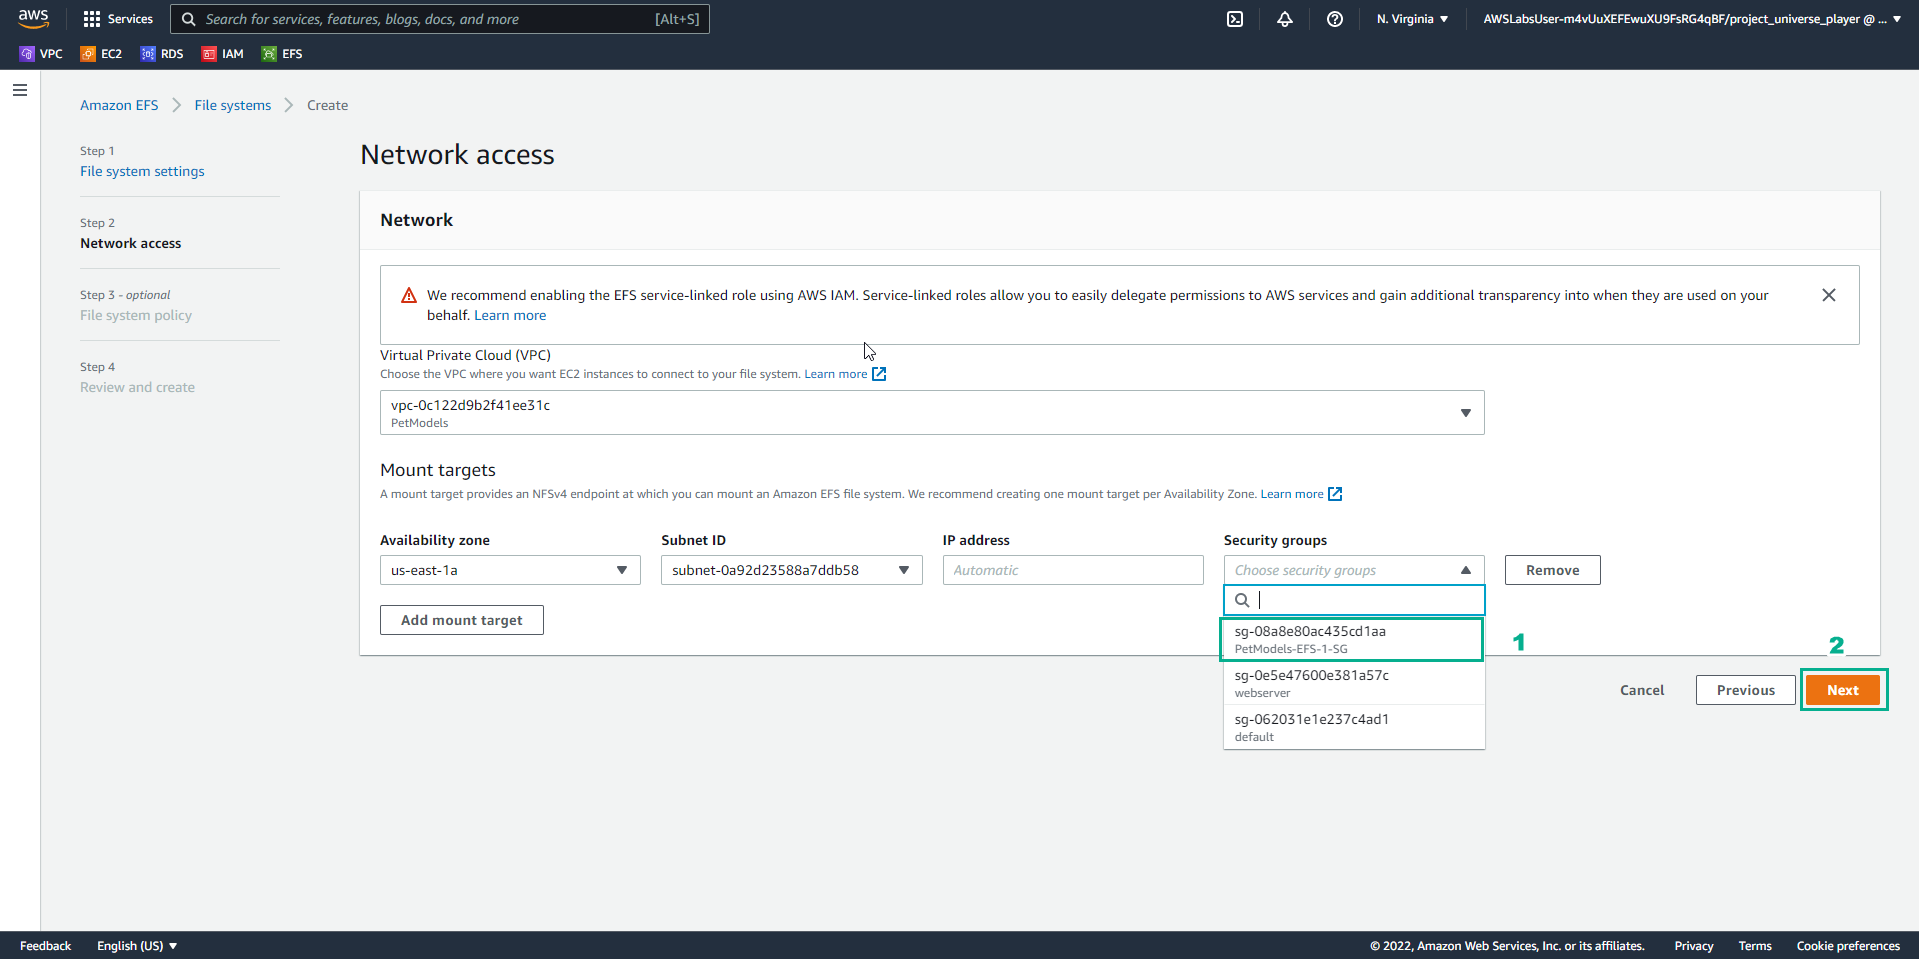 aws
Services
Search for services, features, blogs, docs, and more [Alt+S]
N. Virginia
AWSLabsUser-m4vUuXEFEwuXU9FsRG4qBF/project_universe_player @ ...
VPC
EC2
RDS
IAM
EFS
Amazon EFS
File systems
Create
Step 1
File system settings
Step 2
Network access
Step 3 - optional
File system policy
Step 4
Review and create
Network access
Network
We recommend enabling the EFS service-linked role using AWS IAM. Service-linked roles allow you to easily delegate permissions to AWS services and gain additional transparency into when they are used on your
behalf. Learn more
Virtual Private Cloud (VPC)
Choose the VPC where you want EC2 instances to connect to your file system. Learn more
vpc-0c122d9b2f41ee31c
PetModels
Mount targets
A mount target provides an NFSv4 endpoint at which you can mount an Amazon EFS file system. We recommend creating one mount target per Availability Zone. Learn more
Availability zone
Subnet ID
IP address
Security groups
us-east-1a
subnet-0a92d23588a7ddb58
Automatic
Choose security groups
Remove
Add mount target
sg-08a8e80ac435cd1aa
PetModels-EFS-1-SG
1
sg-0e5e47600e381a57c
webserver
sg-062031e1e237c4ad1
default
2
Cancel
Previous
Next
Feedback
English (US)
© 2022, Amazon Web Services, Inc. or its affiliates.
Privacy
Terms
Cookie preferences